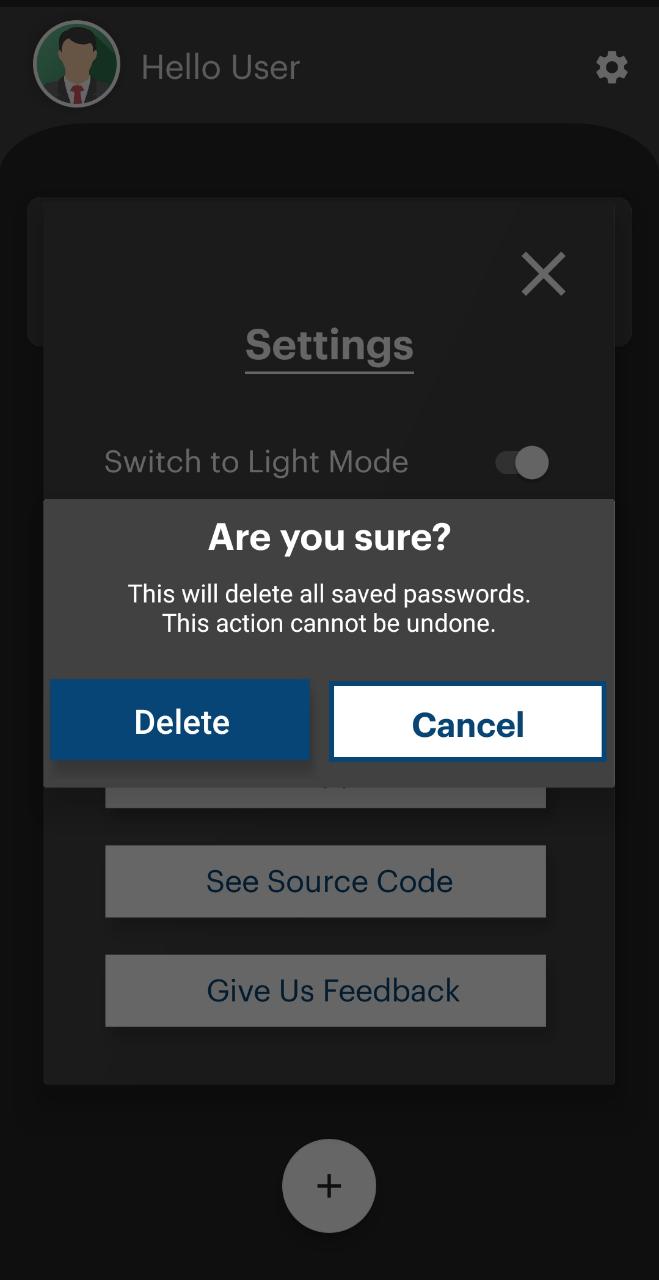 Hello User
Settings
Switch to Light Mode
Are you sure?
This will delete all saved passwords.
This action cannot be undone.
Delete
Cancel
See Source Code
Give Us Feedback
+